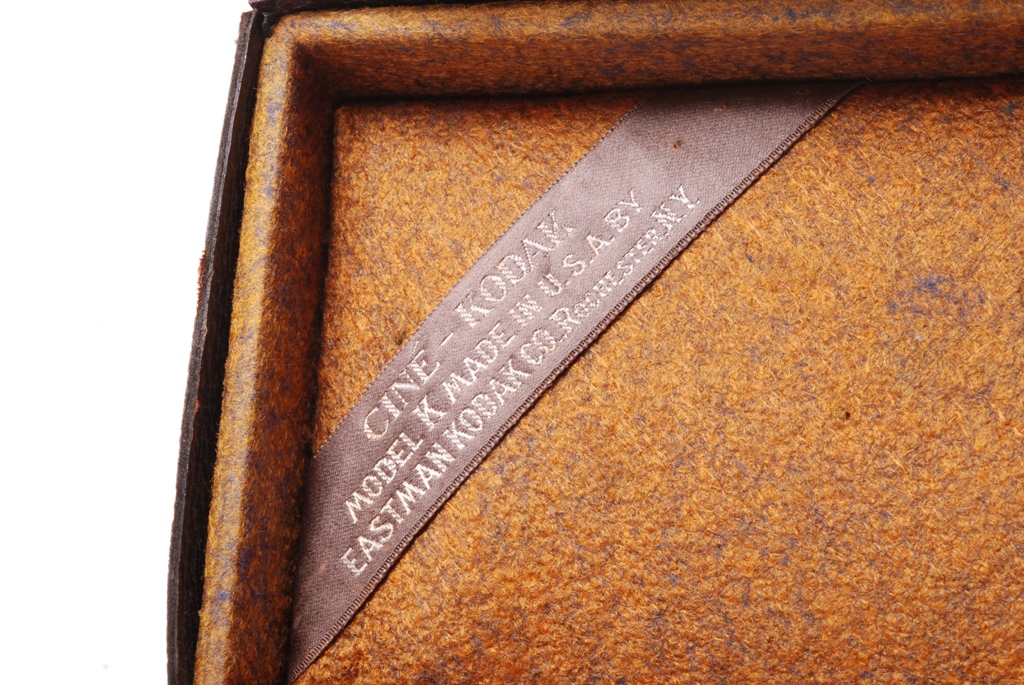 CINE-KODAK
MODEL K MADE IN U.S.A. BY
EASTMAN KODAK CO. ROCHESTER.N.Y.